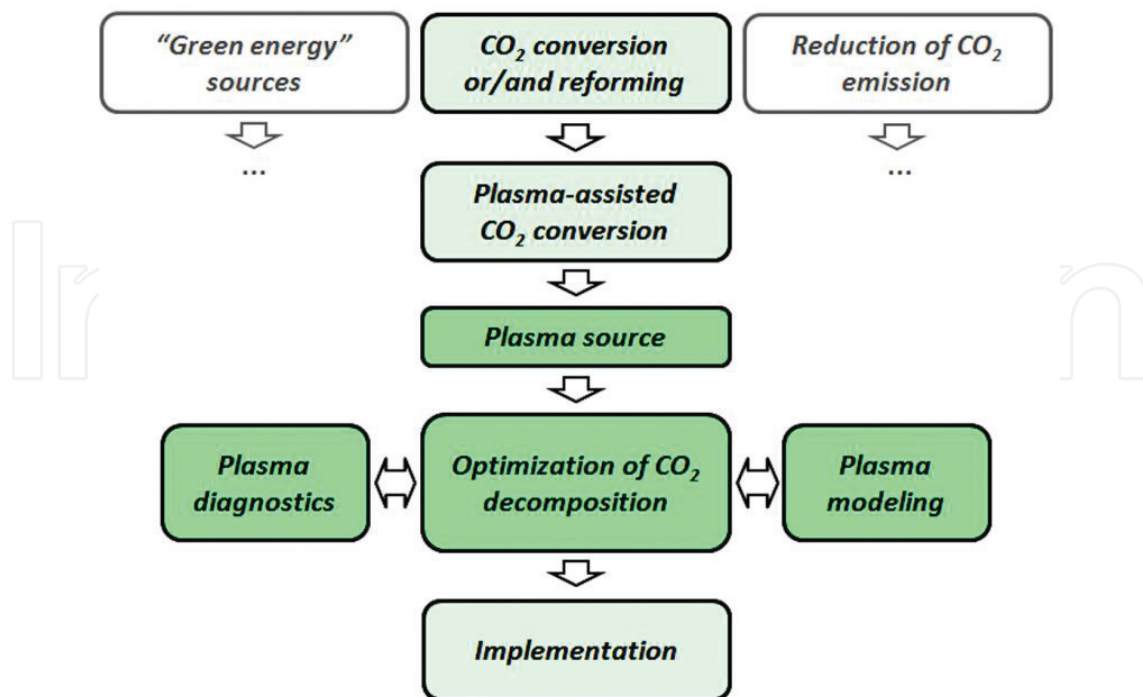 “Green energy”
sources
CO₂ conversion
or/and reforming
Reduction of CO₂
emission
...
...
Plasma-assisted
CO₂ conversion
Plasma source
Plasma
diagnostics
Optimization of CO₂
decomposition
Plasma
modeling
Implementation